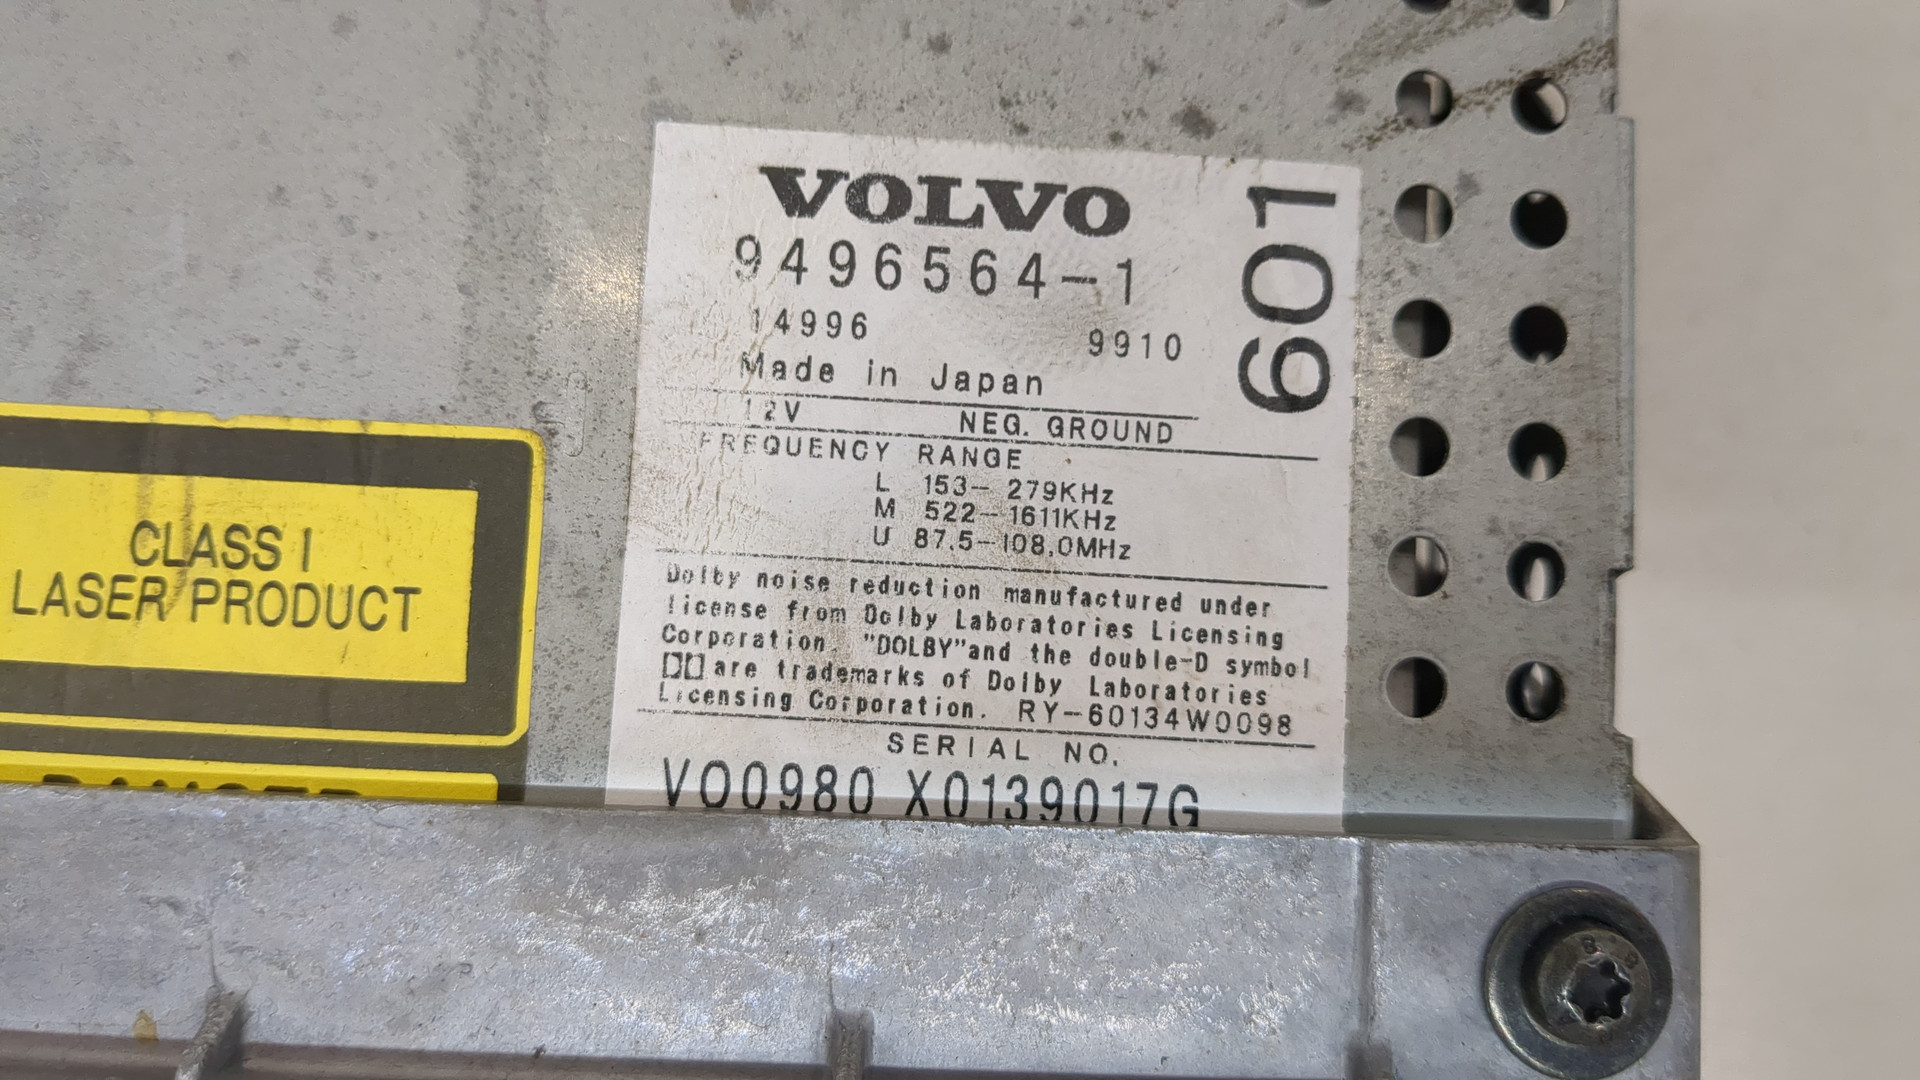 VOLVO
601
9496564-1
14996 9910
Made in Japan
12V NEG. GROUND
FREQUENCY RANGE
L 153- 279KHz
M 522-1611KHz
U 87.5-108.0MHz
Dolby noise reduction manufactured under
license from Dolby Laboratories Licensing
Corporation. "DOLBY"and the double-D symbol
are trademarks of Dolby Laboratories
Licensing Corporation. RY-60134W0098
SERIAL NO.
VO0980 X0139017G
CLASS I
LASER PRODUCT
DANGER